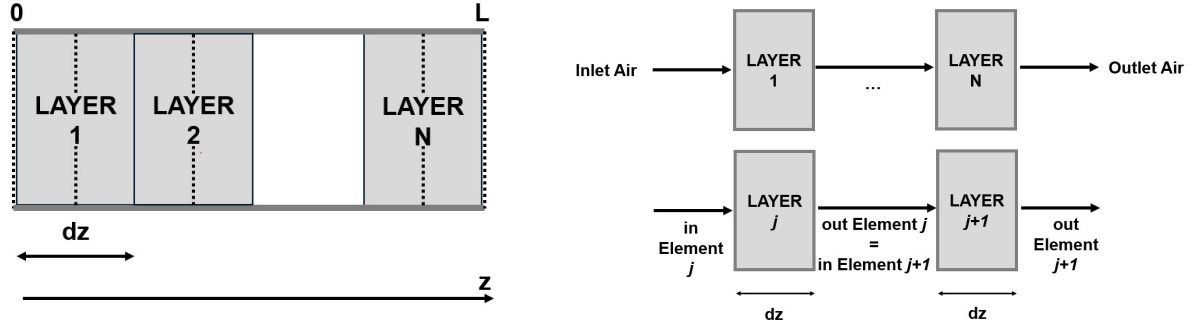 0 L
LAYER
1
LAYER
2
LAYER
N
dz
z
Inlet Air
LAYER
1
...
LAYER
N
Outlet Air
in
Element
j
LAYER
j
out Element j
=
in Element j+1
LAYER
j+1
out
Element
j+1
dz
dz